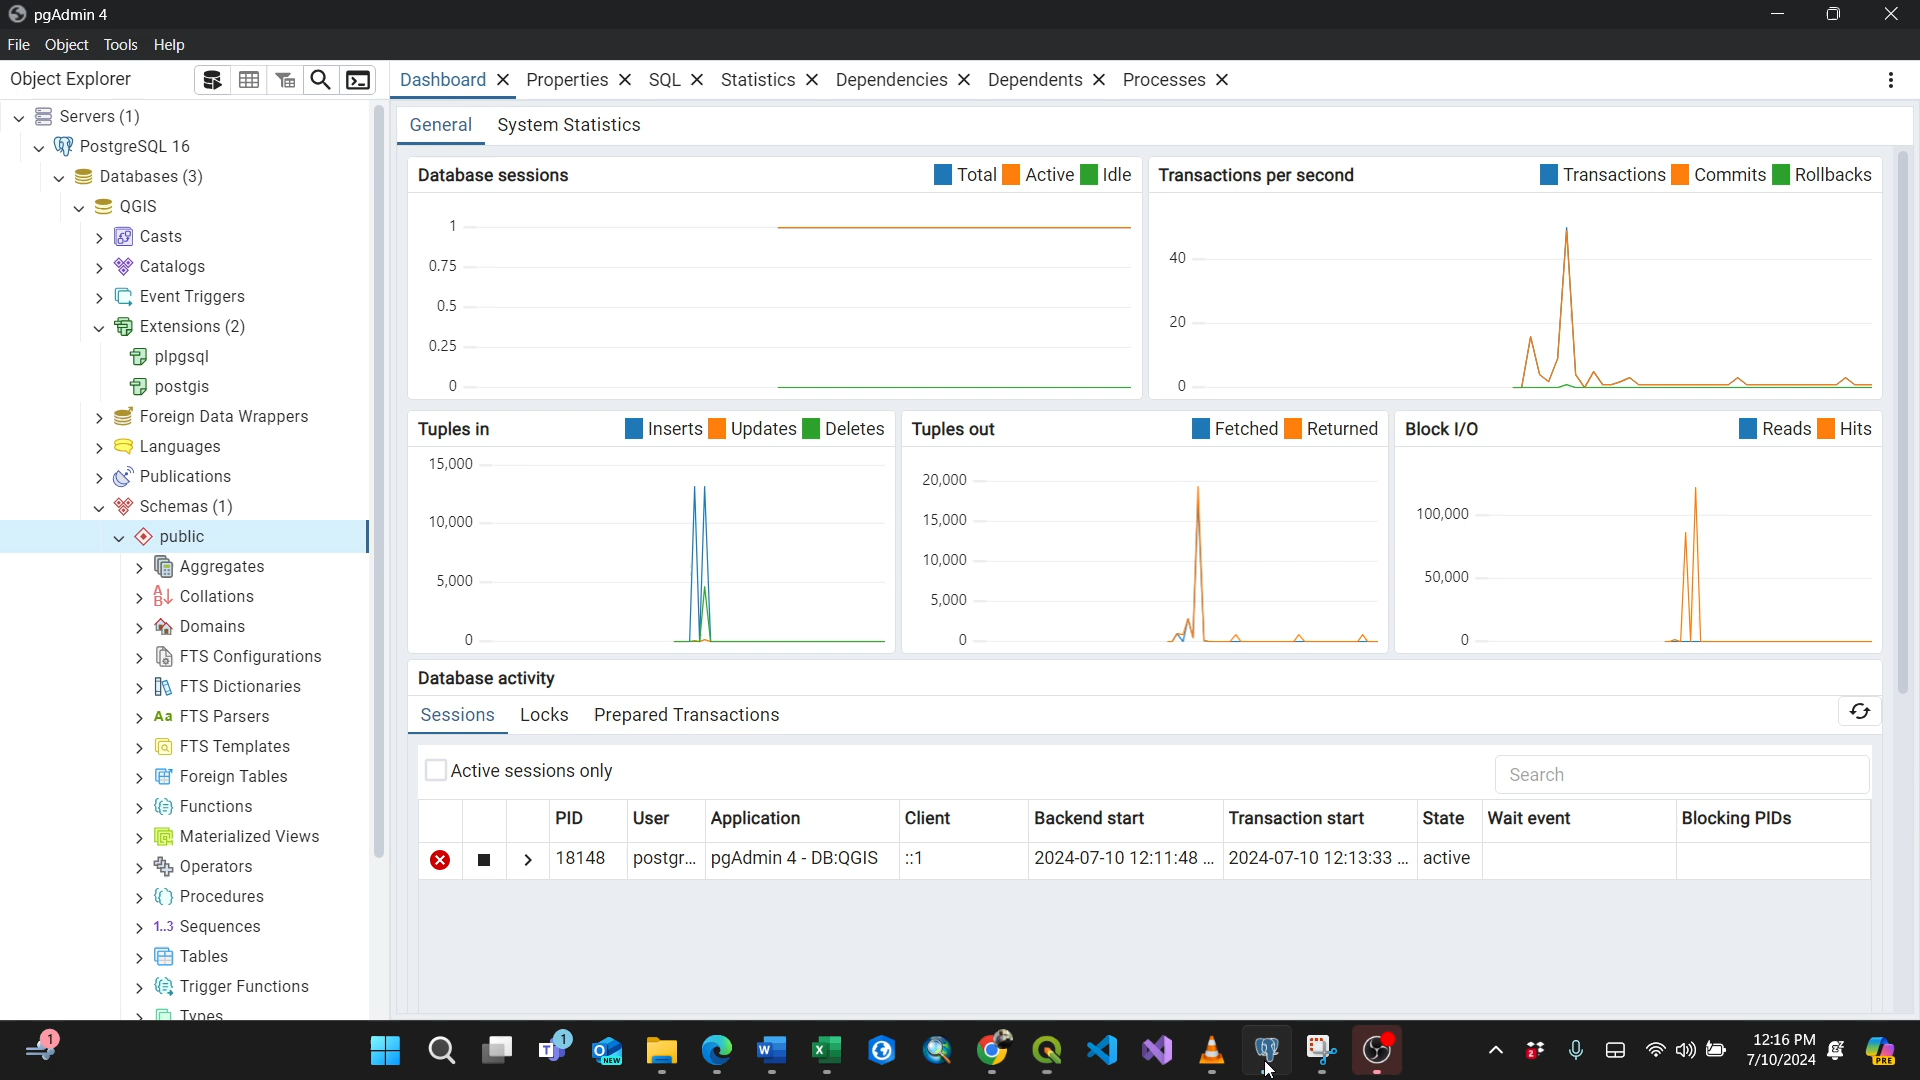 pgAdmin 4
File Object Tools Help
Object Explorer
Dashboard Properties SQL Statistics Dependencies Dependents Processes
Servers (1)
PostgreSQL 16
Databases (3)
QGIS
Casts
Catalogs
Event Triggers
Extensions (2)
plpgsql
postgis
Foreign Data Wrappers
Languages
Publications
Schemas (1)
public
Aggregates
Collations
Domains
FTS Configurations
FTS Dictionaries
Aa FTS Parsers
FTS Templates
Foreign Tables
Functions
Materialized Views
Operators
Procedures
1..3 Sequences
Tables
Trigger Functions
Types
General System Statistics
Database sessions Total Active Idle
1
0.75
0.5
0.25
0
Transactions per second Transactions Commits Rollbacks
40
20
0
Tuples in Inserts Updates Deletes
15,000
10,000
5,000
0
Tuples out Fetched Returned
20,000
15,000
10,000
5,000
0
Block I/O Reads Hits
100,000
50,000
0
Database activity
Sessions Locks Prepared Transactions
Active sessions only Search
PID User Application Client Backend start Transaction start State Wait event Blocking PIDs
18148 postgr... pgAdmin 4 - DB:QGIS ::1 2024-07-10 12:11:48 ... 2024-07-10 12:13:33 ... active
1 1 NEW 2 PRE
12:16 PM
7/10/2024